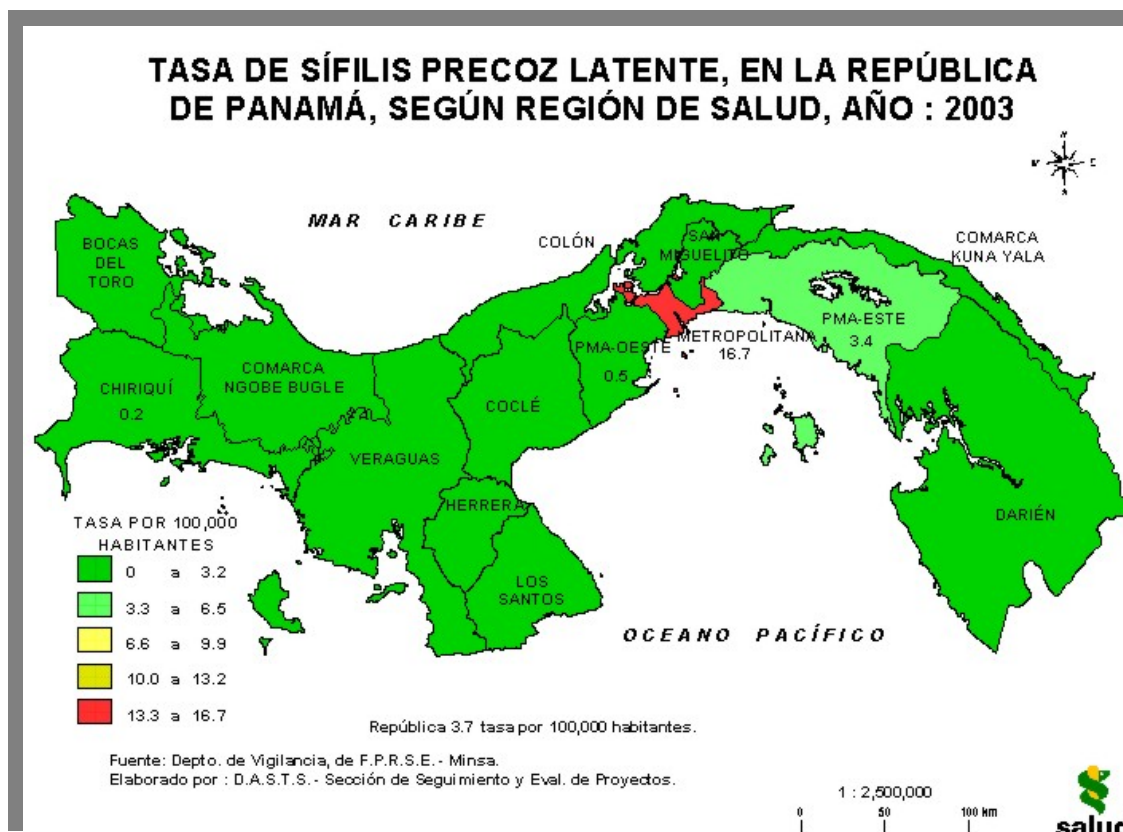 TASA DE SÍFILIS PRECOZ LATENTE, EN LA REPÚBLICA
DE PANAMÁ, SEGÚN REGIÓN DE SALUD, AÑO : 2003
N
E
MAR CARIBE
BOCAS
DEL
TORO
COLÓN
SAN
MIGUELITO
COMARCA
KUNA YALA
PMA-ESTE
3.4
METROPOLITANA
16.7
PMA-OESTE
0.5
COMARCA
NGOBE BUGLE
CHIRIQUÍ
0.2
COCLÉ
VERAGUAS
HERRERA
LOS
SANTOS
DARIÉN
OCEANO PACÍFICO
TASA POR 100,000
HABITANTES
0 a 3.2
3.3 a 6.5
6.6 a 9.9
10.0 a 13.2
13.3 a 16.7
República 3.7 tasa por 100,000 habitantes.
Fuente: Depto. de Vigilancia, de F.P.R.S.E. - Minsa.
Elaborado por : D.A.S.T.S. - Sección de Seguimiento y Eval. de Proyectos.
1 : 2,500,000
0 50 100 km
salud